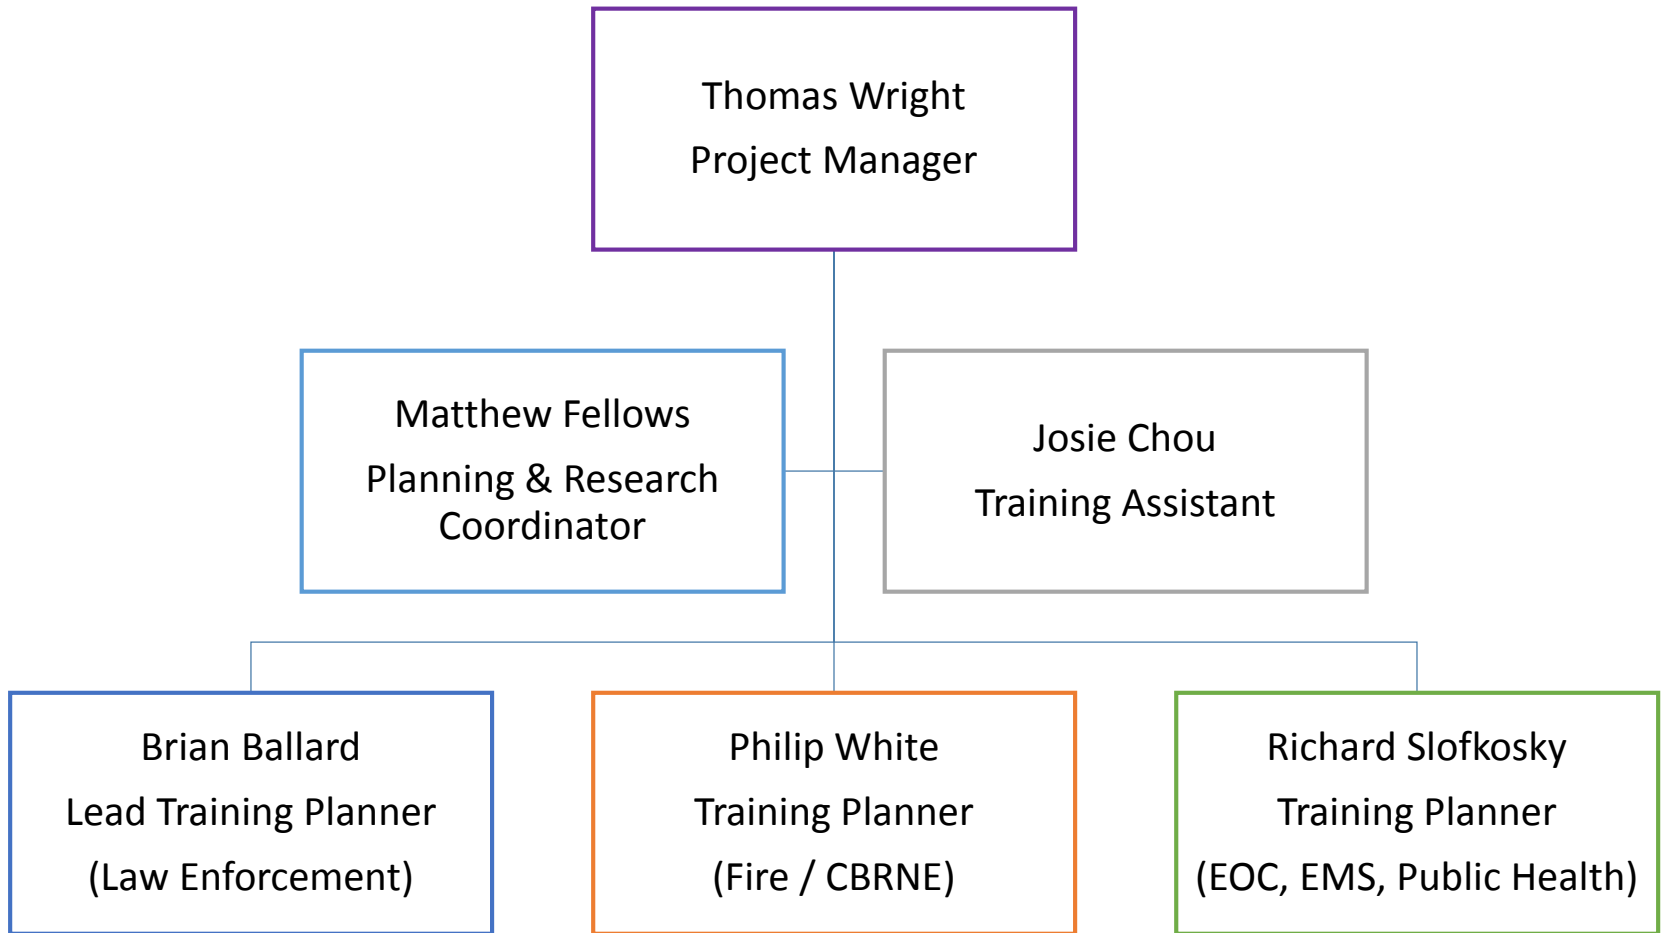 Thomas Wright
Project Manager
Matthew Fellows
Planning & Research
Coordinator
Josie Chou
Training Assistant
Brian Ballard
Lead Training Planner
(Law Enforcement)
Philip White
Training Planner
(Fire / CBRNE)
Richard Slofkosky
Training Planner
(EOC, EMS, Public Health)